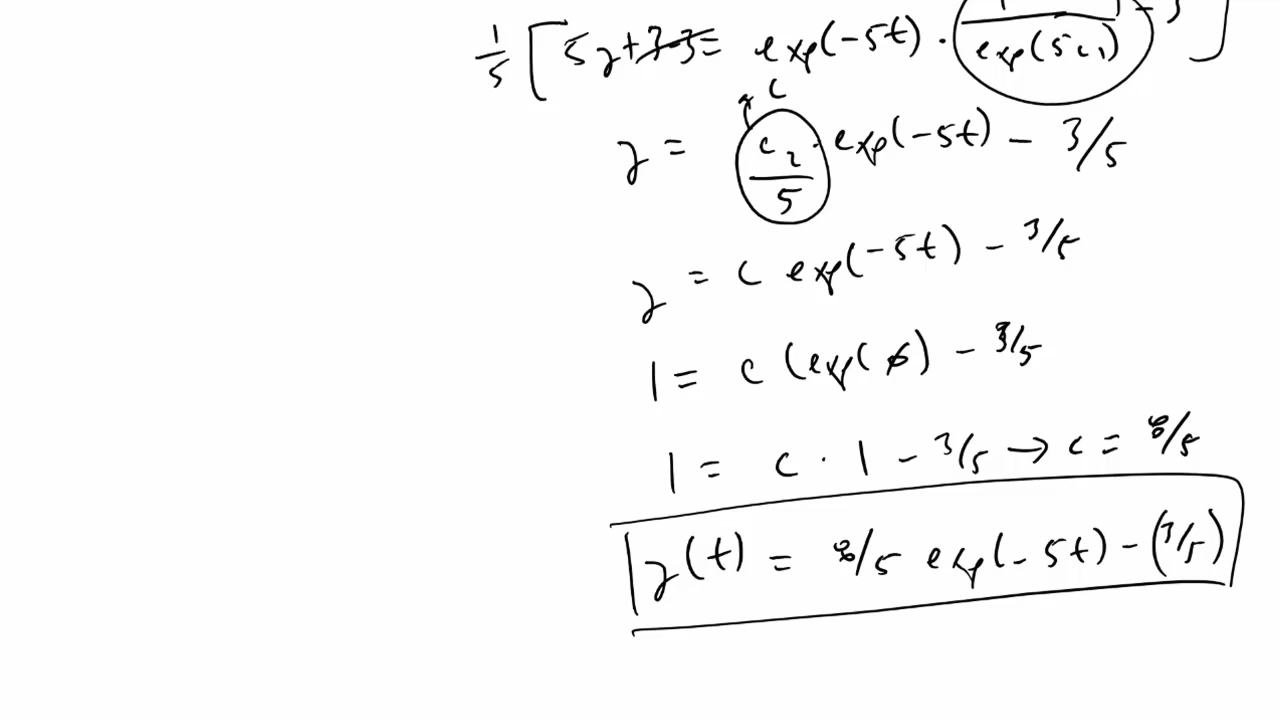 1/5 [ 5y + 3 - 3 = exp(-5t) · 1/exp(5c₁) - 3 ]
c
y = c₂/5 · exp(-5t) - 3/5
y = c exp(-5t) - 3/5
1 = c (exp(0) - 3/5
1 = c · 1 - 3/5 → c = 8/5
y(t) = 8/5 exp(-5t) - (3/5)